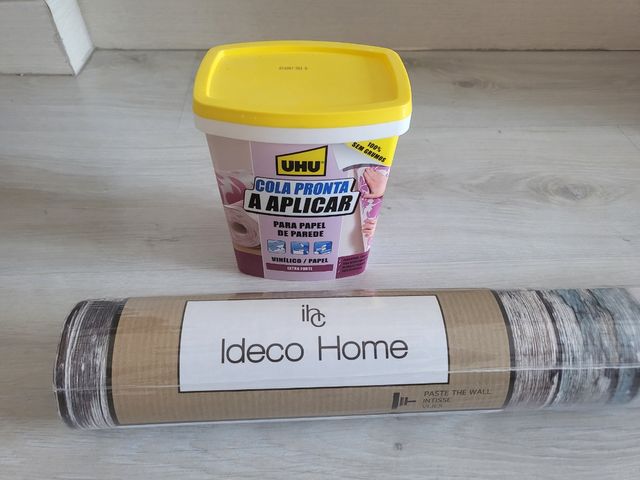 100%
SEM GRUMOS
UHU
COLA PRONTA
A APLICAR
PARA PAPEL
DE PAREDE
VINÍLICO / PAPEL
EXTRA FORTE
ihc
Ideco Home
PASTE THE WALL
INTISSE
VLIES